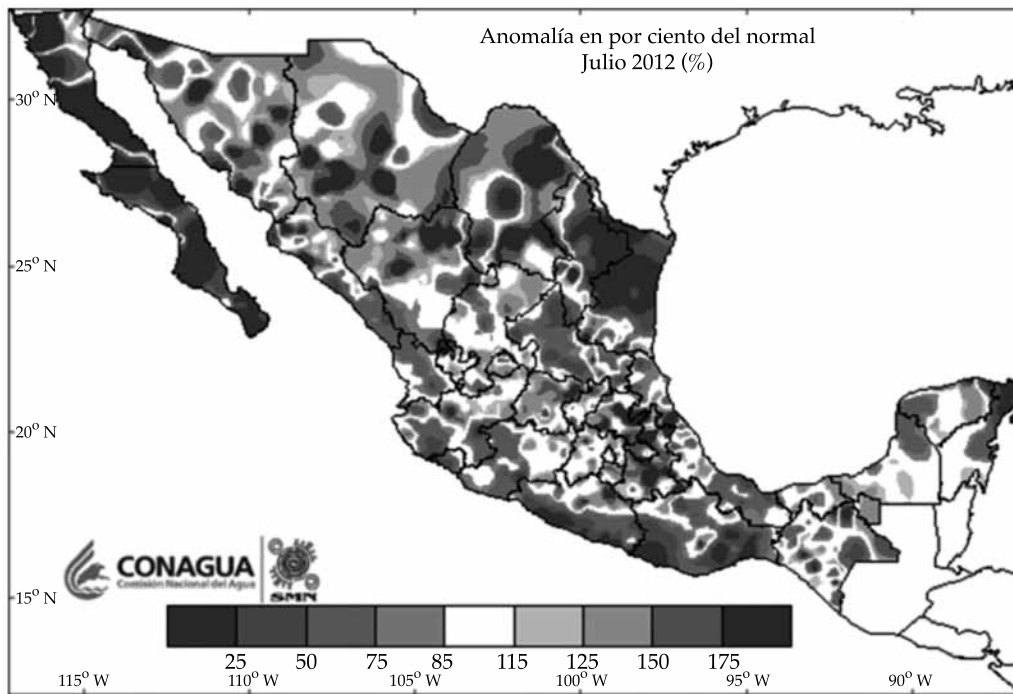 Anomalía en por ciento del normal
Julio 2012 (%)
30° N
25° N
20° N
15° N
CONAGUA
Comisión Nacional del Agua
SMN
25 50 75 85 115 125 150 175
115° W 110° W 105° W 100° W 95° W 90° W